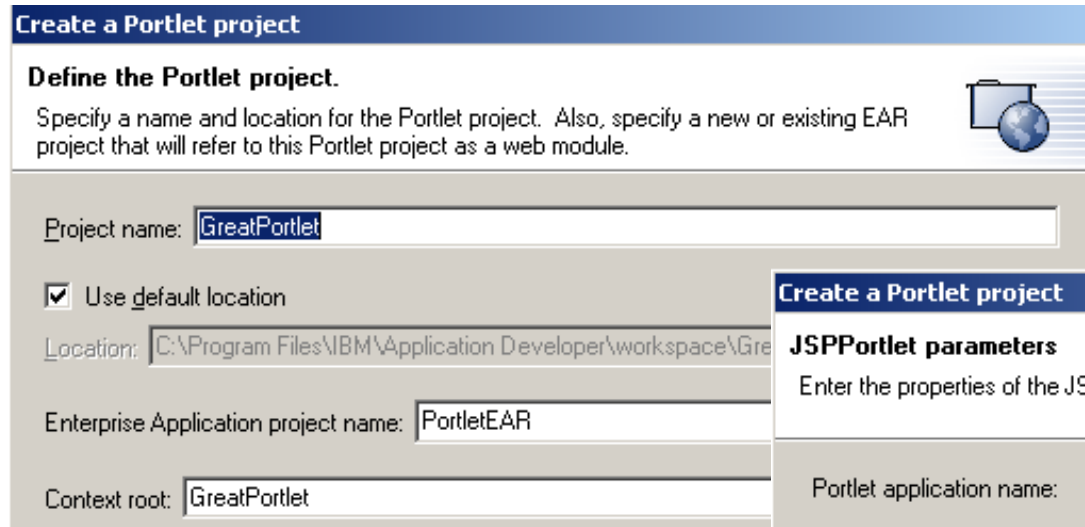 Create a Portlet project
Define the Portlet project.
Specify a name and location for the Portlet project. Also, specify a new or existing EAR
project that will refer to this Portlet project as a web module.
Project name: GreatPortlet
Use default location
Location: C:\Program Files\IBM\Application Developer\workspace\Gre
Enterprise Application project name: PortletEAR
Context root: GreatPortlet
Create a Portlet project
JSPPortlet parameters
Enter the properties of the JS
Portlet application name: